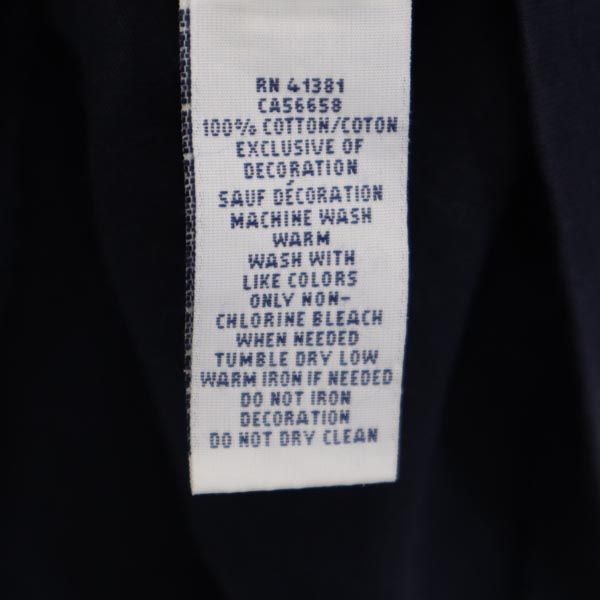 RN 41381
CA56658
100% COTTON/COTON
EXCLUSIVE OF
DECORATION
SAUF DÉCORATION
MACHINE WASH
WARM
WASH WITH
LIKE COLORS
ONLY NON-
CHLORINE BLEACH
WHEN NEEDED
TUMBLE DRY LOW
WARM IRON IF NEEDED
DO NOT IRON
DECORATION
DO NOT DRY CLEAN